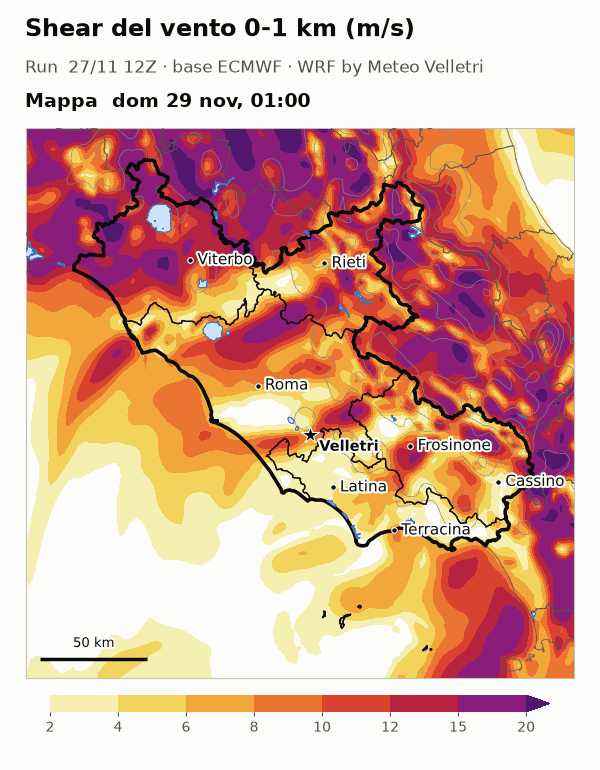 Shear del vento 0-1 km (m/s)
Run  27/11 12Z · base ECMWF · WRF by Meteo Velletri
Mappa  dom 29 nov, 01:00
Viterbo
Rieti
Roma
Velletri
Frosinone
Latina
Cassino
Terracina
50 km
2 4 6 8 10 12 15 20